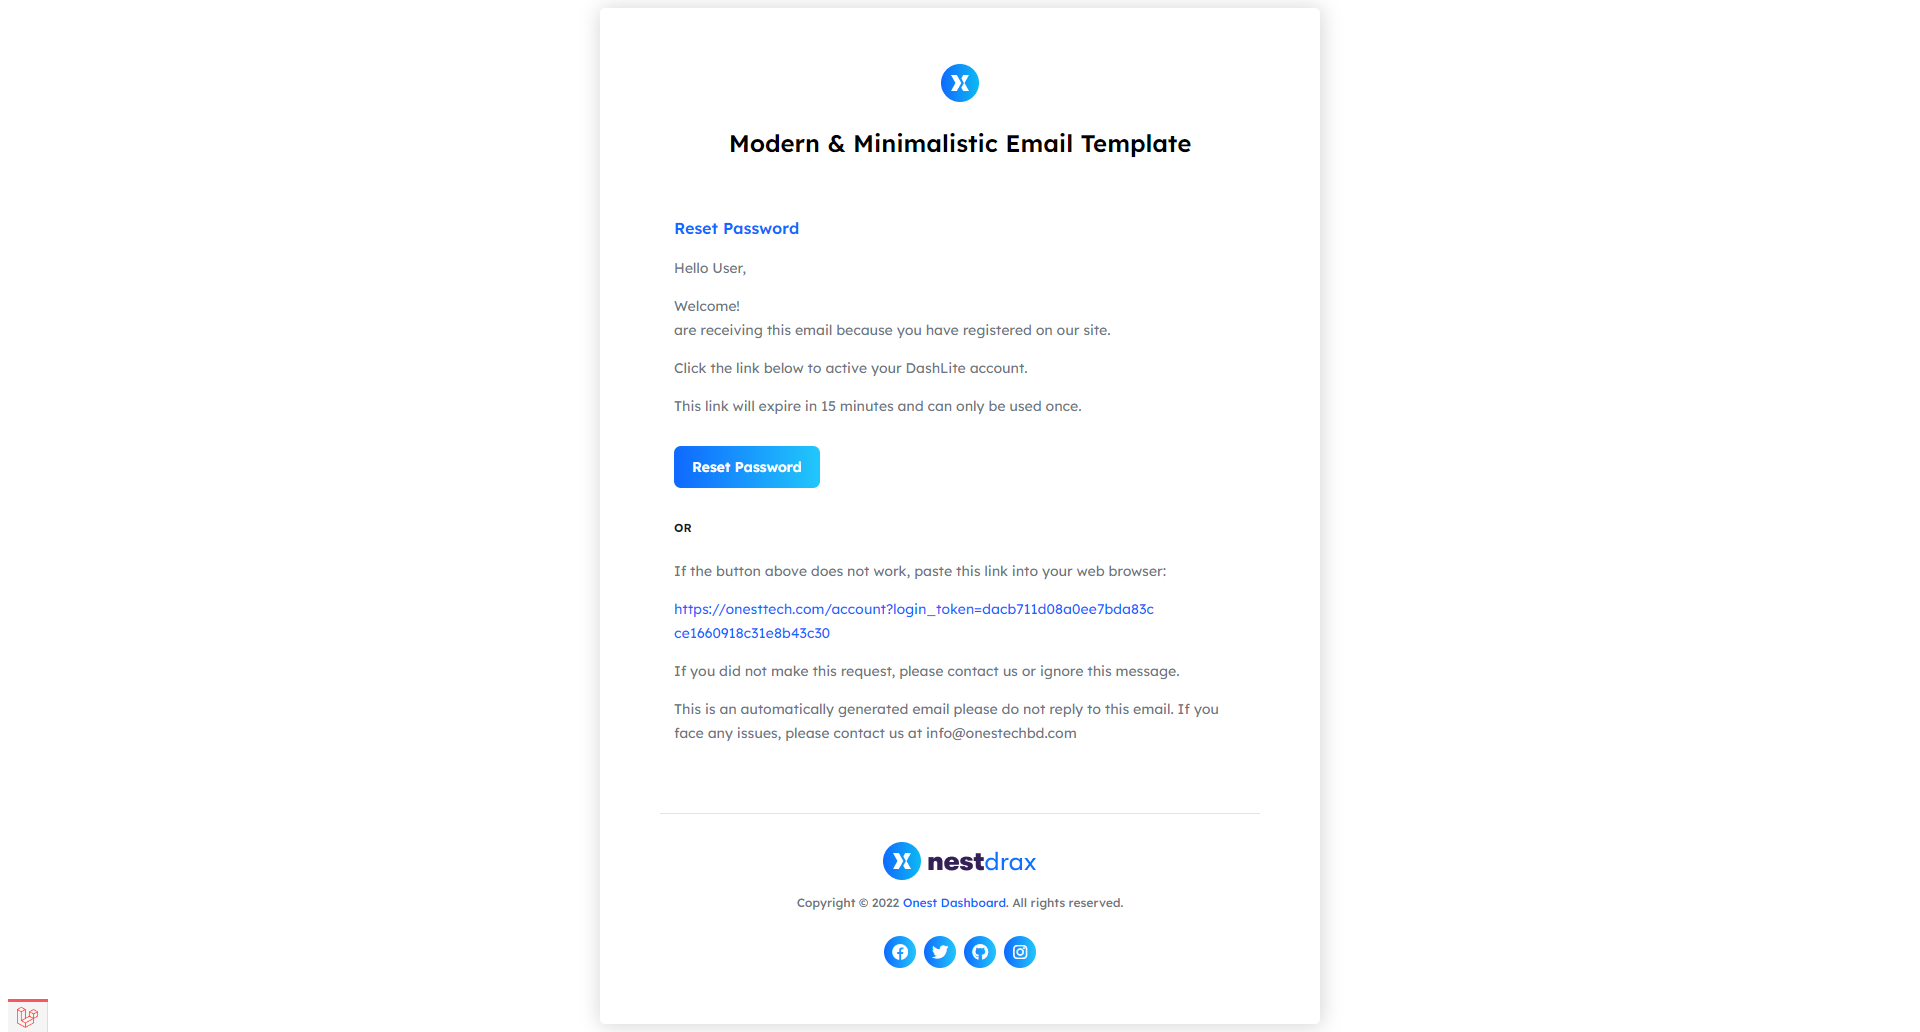 Modern & Minimalistic Email Template
Reset Password
Hello User,
Welcome!
are receiving this email because you have registered on our site.
Click the link below to active your DashLite account.
This link will expire in 15 minutes and can only be used once.
Reset Password
OR
If the button above does not work, paste this link into your web browser:
https://onesttech.com/account?login_token=dacb711d08a0ee7bda83c
ce1660918c31e8b43c30
If you did not make this request, please contact us or ignore this message.
This is an automatically generated email please do not reply to this email. If you
face any issues, please contact us at info@onestechbd.com
nestdrax
Copyright © 2022 Onest Dashboard. All rights reserved.